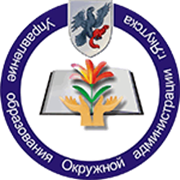 Управление образования Окружной администрации г.Якутска